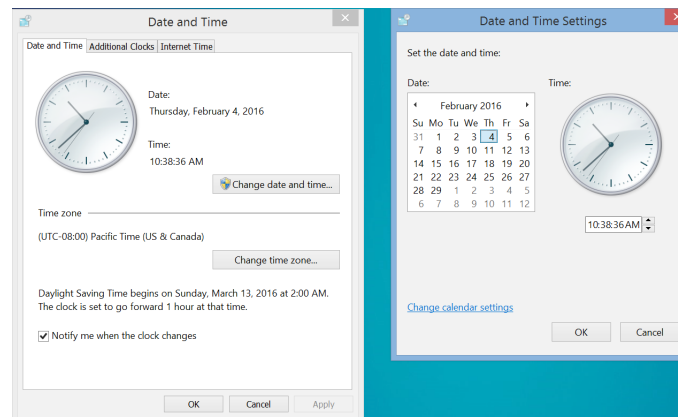 Date and Time
Date and Time Additional Clocks Internet Time
Date:
Thursday, February 4, 2016
Time:
10:38:36 AM
Change date and time...
Time zone
(UTC-08:00) Pacific Time (US & Canada)
Change time zone...
Daylight Saving Time begins on Sunday, March 13, 2016 at 2:00 AM.
The clock is set to go forward 1 hour at that time.
Notify me when the clock changes
OK Cancel Apply
Date and Time Settings
Set the date and time:
Date: Time:
February 2016
Su Mo Tu We Th Fr Sa
31 1 2 3 4 5 6
7 8 9 10 11 12 13
14 15 16 17 18 19 20
21 22 23 24 25 26 27
28 29 1 2 3 4 5
6 7 8 9 10 11 12
10:38:36 AM
Change calendar settings
OK Cancel